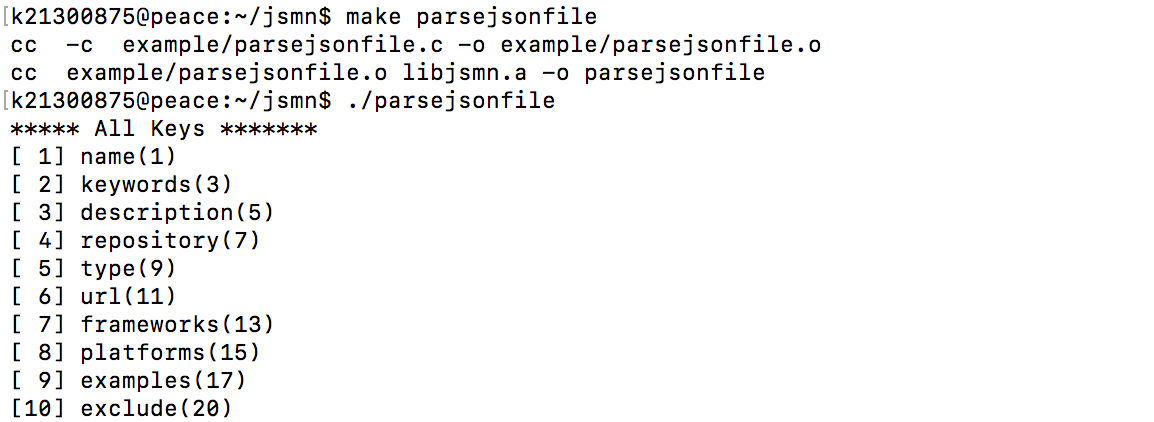 [k21300875@peace:~/jsmn$ make parsejsonfile
cc  -c  example/parsejsonfile.c -o example/parsejsonfile.o
cc  example/parsejsonfile.o libjsmn.a -o parsejsonfile
[k21300875@peace:~/jsmn$ ./parsejsonfile
***** All Keys *******
[ 1] name(1)
[ 2] keywords(3)
[ 3] description(5)
[ 4] repository(7)
[ 5] type(9)
[ 6] url(11)
[ 7] frameworks(13)
[ 8] platforms(15)
[ 9] examples(17)
[10] exclude(20)